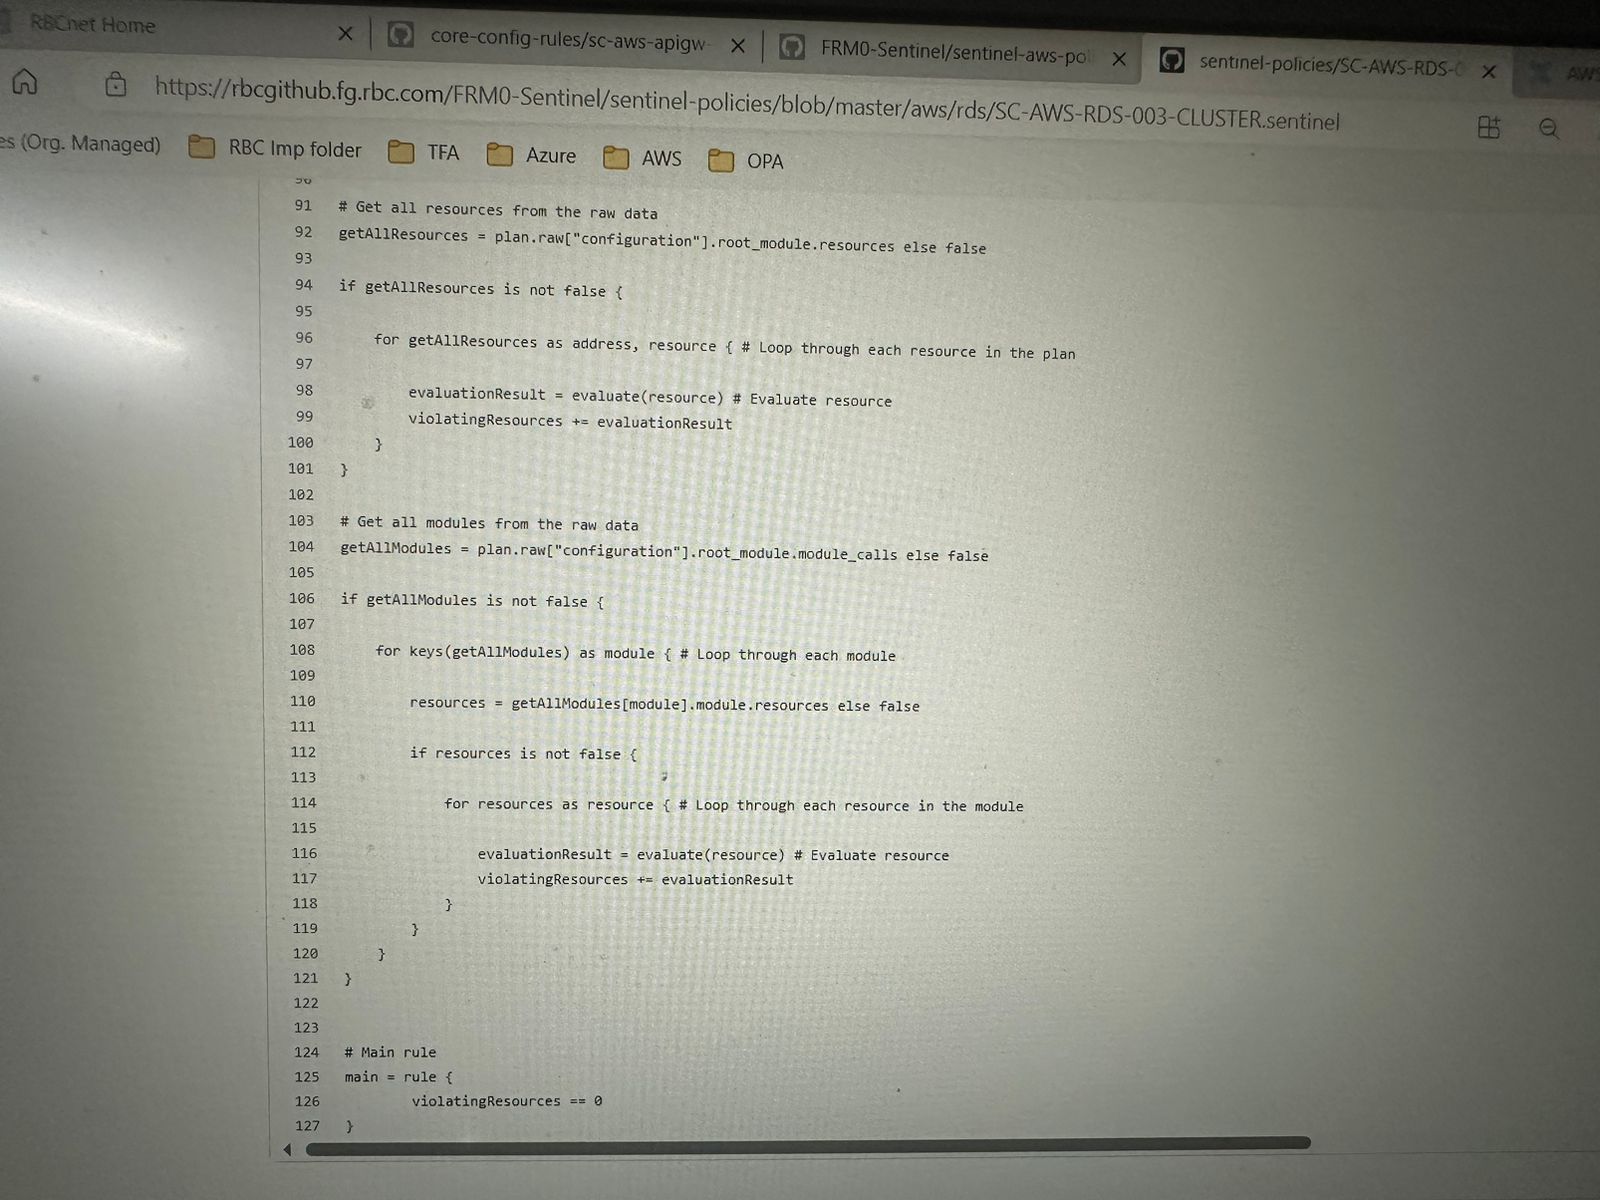 RBCnet Home
core-config-rules/sc-aws-apigw-
FRM0-Sentinel/sentinel-aws-pol
sentinel-policies/SC-AWS-RDS-0
AWS
https://rbcgithub.fg.rbc.com/FRM0-Sentinel/sentinel-policies/blob/master/aws/rds/SC-AWS-RDS-003-CLUSTER.sentinel
es (Org. Managed)
RBC Imp folder
TFA
Azure
AWS
OPA
90
91 # Get all resources from the raw data
92 getAllResources = plan.raw["configuration"].root_module.resources else false
93
94 if getAllResources is not false {
95
96 for getAllResources as address, resource { # Loop through each resource in the plan
97
98 evaluationResult = evaluate(resource) # Evaluate resource
99 violatingResources += evaluationResult
100 }
101 }
102
103 # Get all modules from the raw data
104 getAllModules = plan.raw["configuration"].root_module.module_calls else false
105
106 if getAllModules is not false {
107
108 for keys(getAllModules) as module { # Loop through each module
109
110 resources = getAllModules[module].module.resources else false
111
112 if resources is not false {
113
114 for resources as resource { # Loop through each resource in the module
115
116 evaluationResult = evaluate(resource) # Evaluate resource
117 violatingResources += evaluationResult
118 }
119 }
120 }
121 }
122
123
124 # Main rule
125 main = rule {
126 violatingResources == 0
127 }